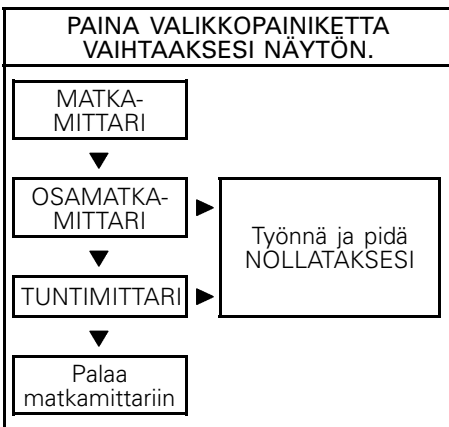 PAINA VALIKKOPAINIKETTA
VAIHTAAKSESI NÄYTÖN.
MATKA-
MITTARI
OSAMATKA-
MITTARI
Työnnä ja pidä
NOLLATAKSESI
TUNTIMITTARI
Palaa
matkamittariin